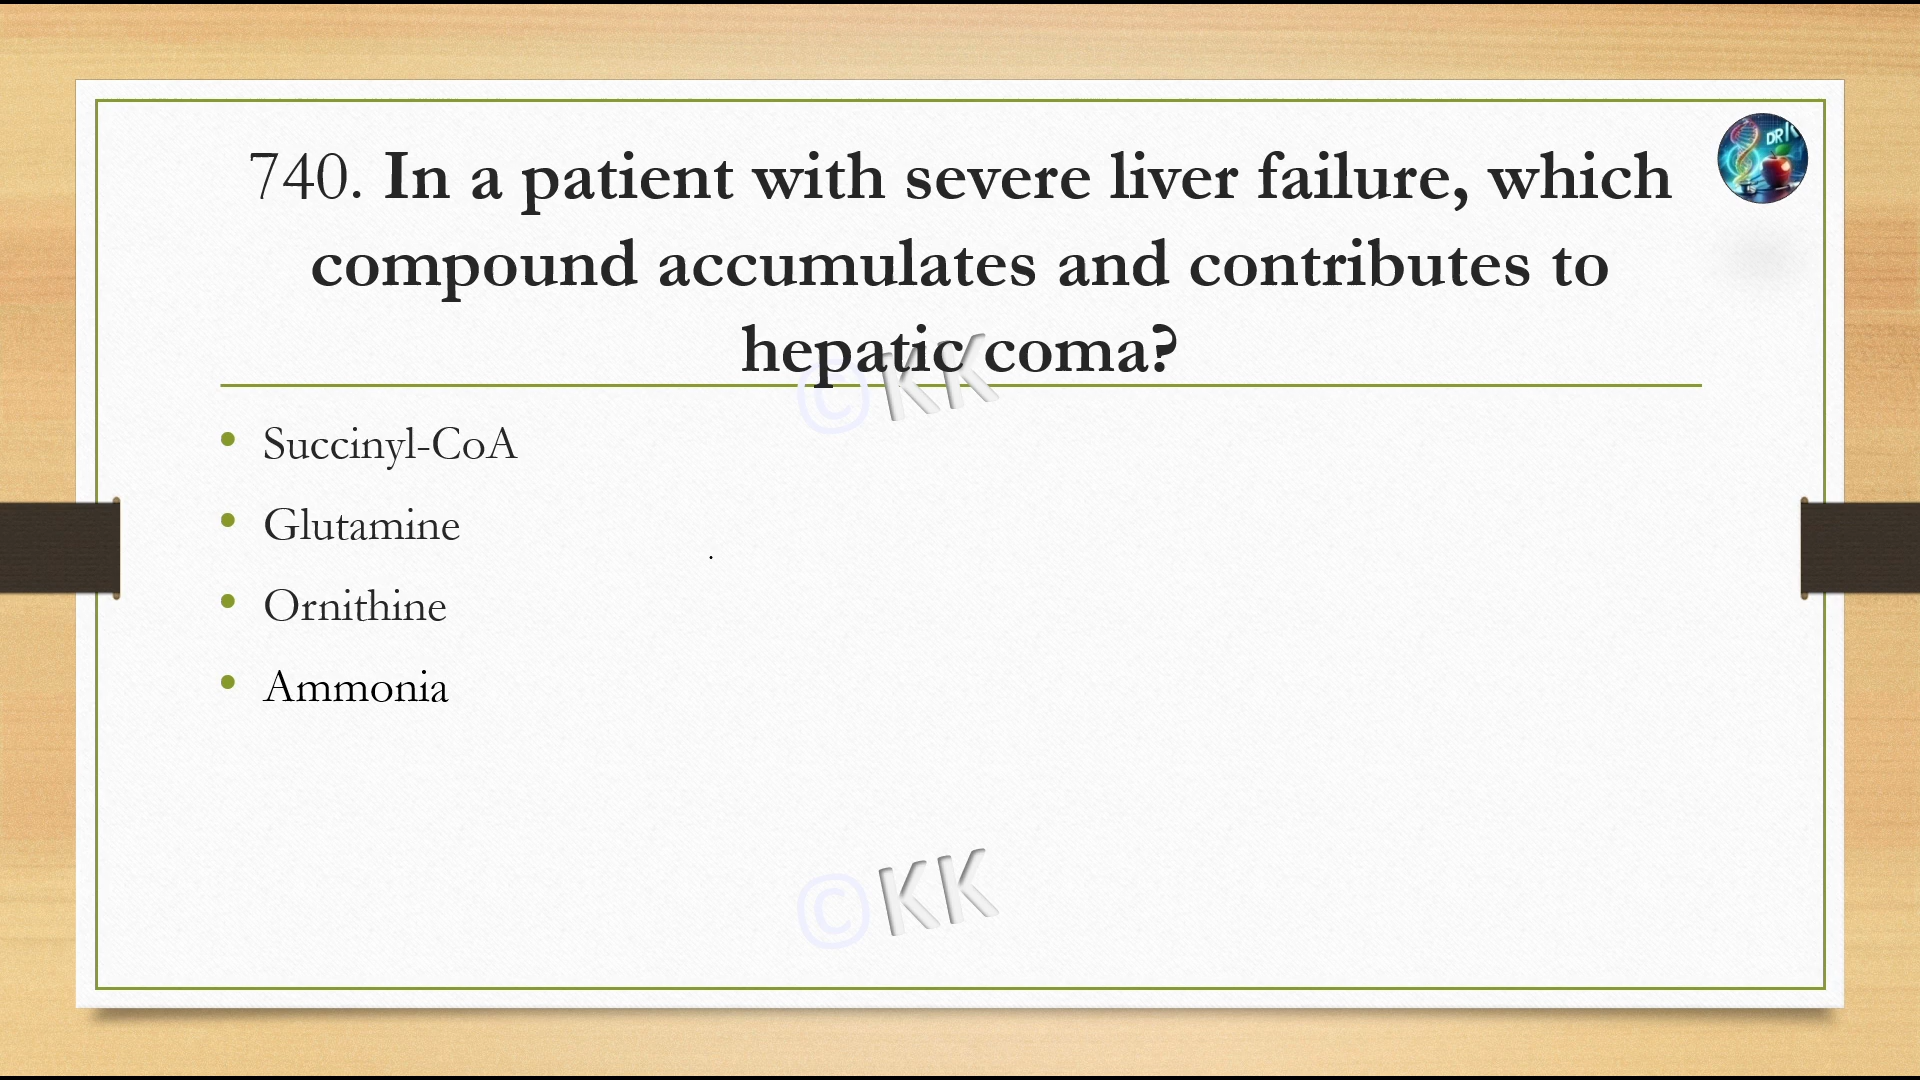 740. In a patient with severe liver failure, which
compound accumulates and contributes to
hepatic coma?
©KK
• Succinyl-CoA
• Glutamine
• Ornithine
• Ammonia
©KK
DR K